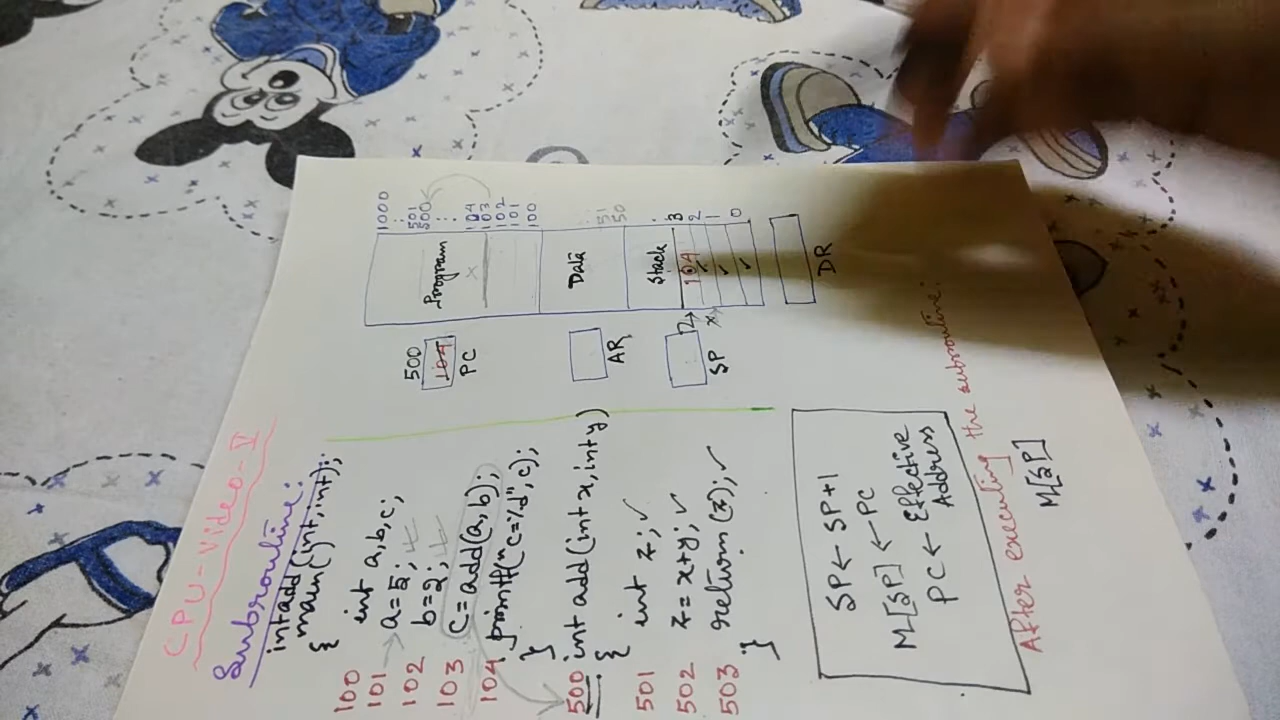 CPU-Video-V
Subroutine:
int add(int,int);
{ main()
100 int a,b,c;
101 a=5;
102 b=2;
103 c=add(a,b);
104 printf("c=%d",c);
}
500 int add(int x,int y)
{
501 int z;
502 z=x+y;
503 return(z);
}
SP←SP+1
M[SP]←PC
PC←Effective
Address
After executing the subroutine:
M[SP]
500
104
PC
AR
2
SP
1000
501
500
104
103
102
101
100
51
50
3
2
1
0
Program
Data
Stack
104
DR